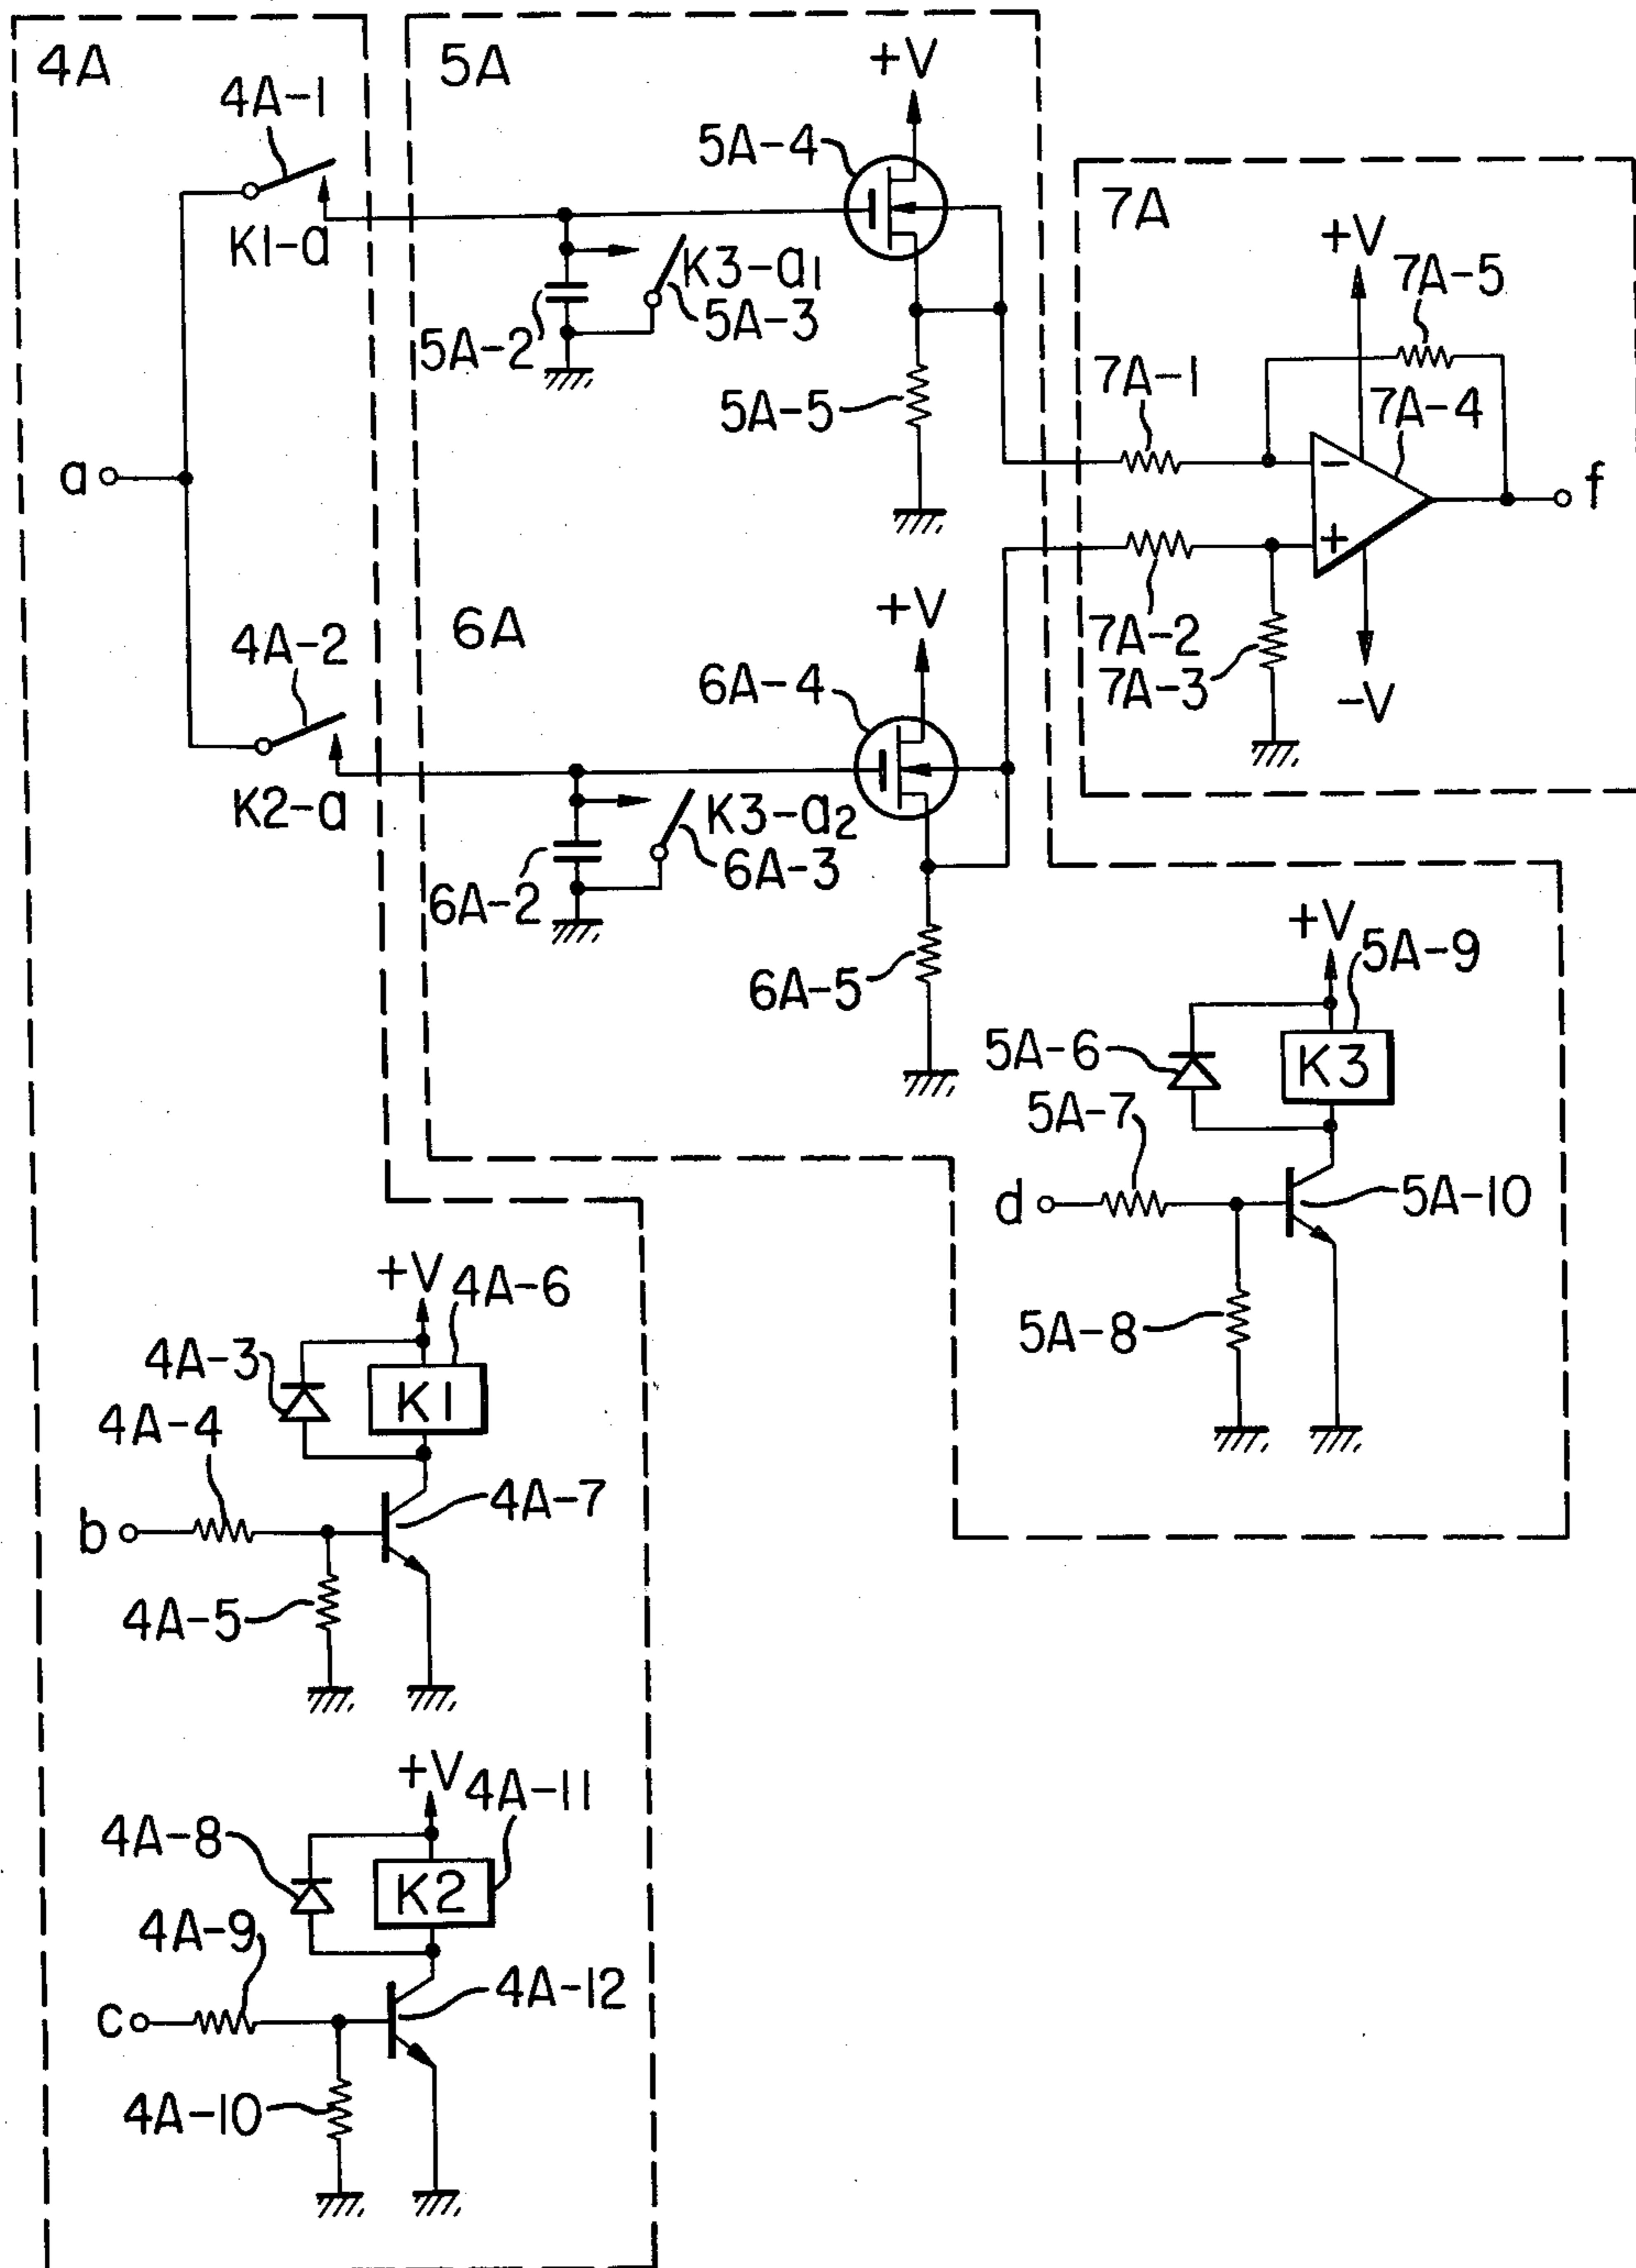 4A
4A-1
K1-a
a
4A-2
K2-a
5A
+V
5A-4
K3-a1
5A-3
5A-2
5A-5
6A
+V
6A-4
K3-a2
6A-3
6A-2
6A-5
7A
+V
7A-5
7A-1
7A-4
-
+
f
7A-2
7A-3
-V
+V
5A-9
5A-6
K3
5A-7
d
5A-10
5A-8
+V
4A-6
4A-3
K1
4A-4
4A-7
b
4A-5
+V
4A-11
4A-8
K2
4A-9
4A-12
c
4A-10